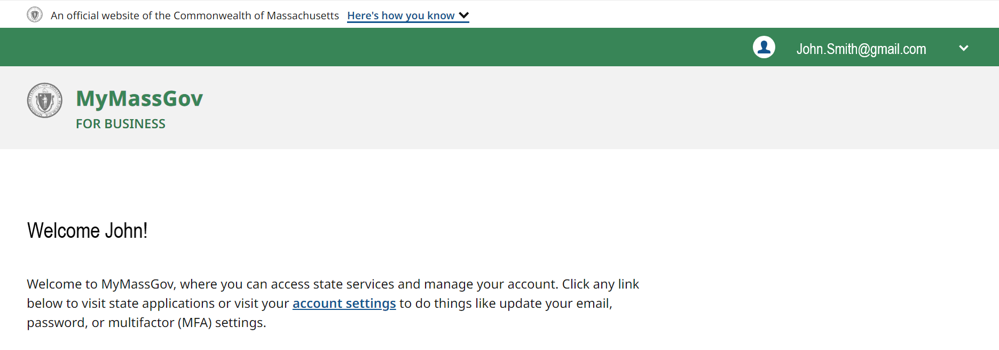 An official website of the Commonwealth of Massachusetts Here's how you know
John.Smith@gmail.com
MyMassGov
FOR BUSINESS
Welcome John!
Welcome to MyMassGov, where you can access state services and manage your account. Click any link
below to visit state applications or visit your account settings to do things like update your email,
password, or multifactor (MFA) settings.